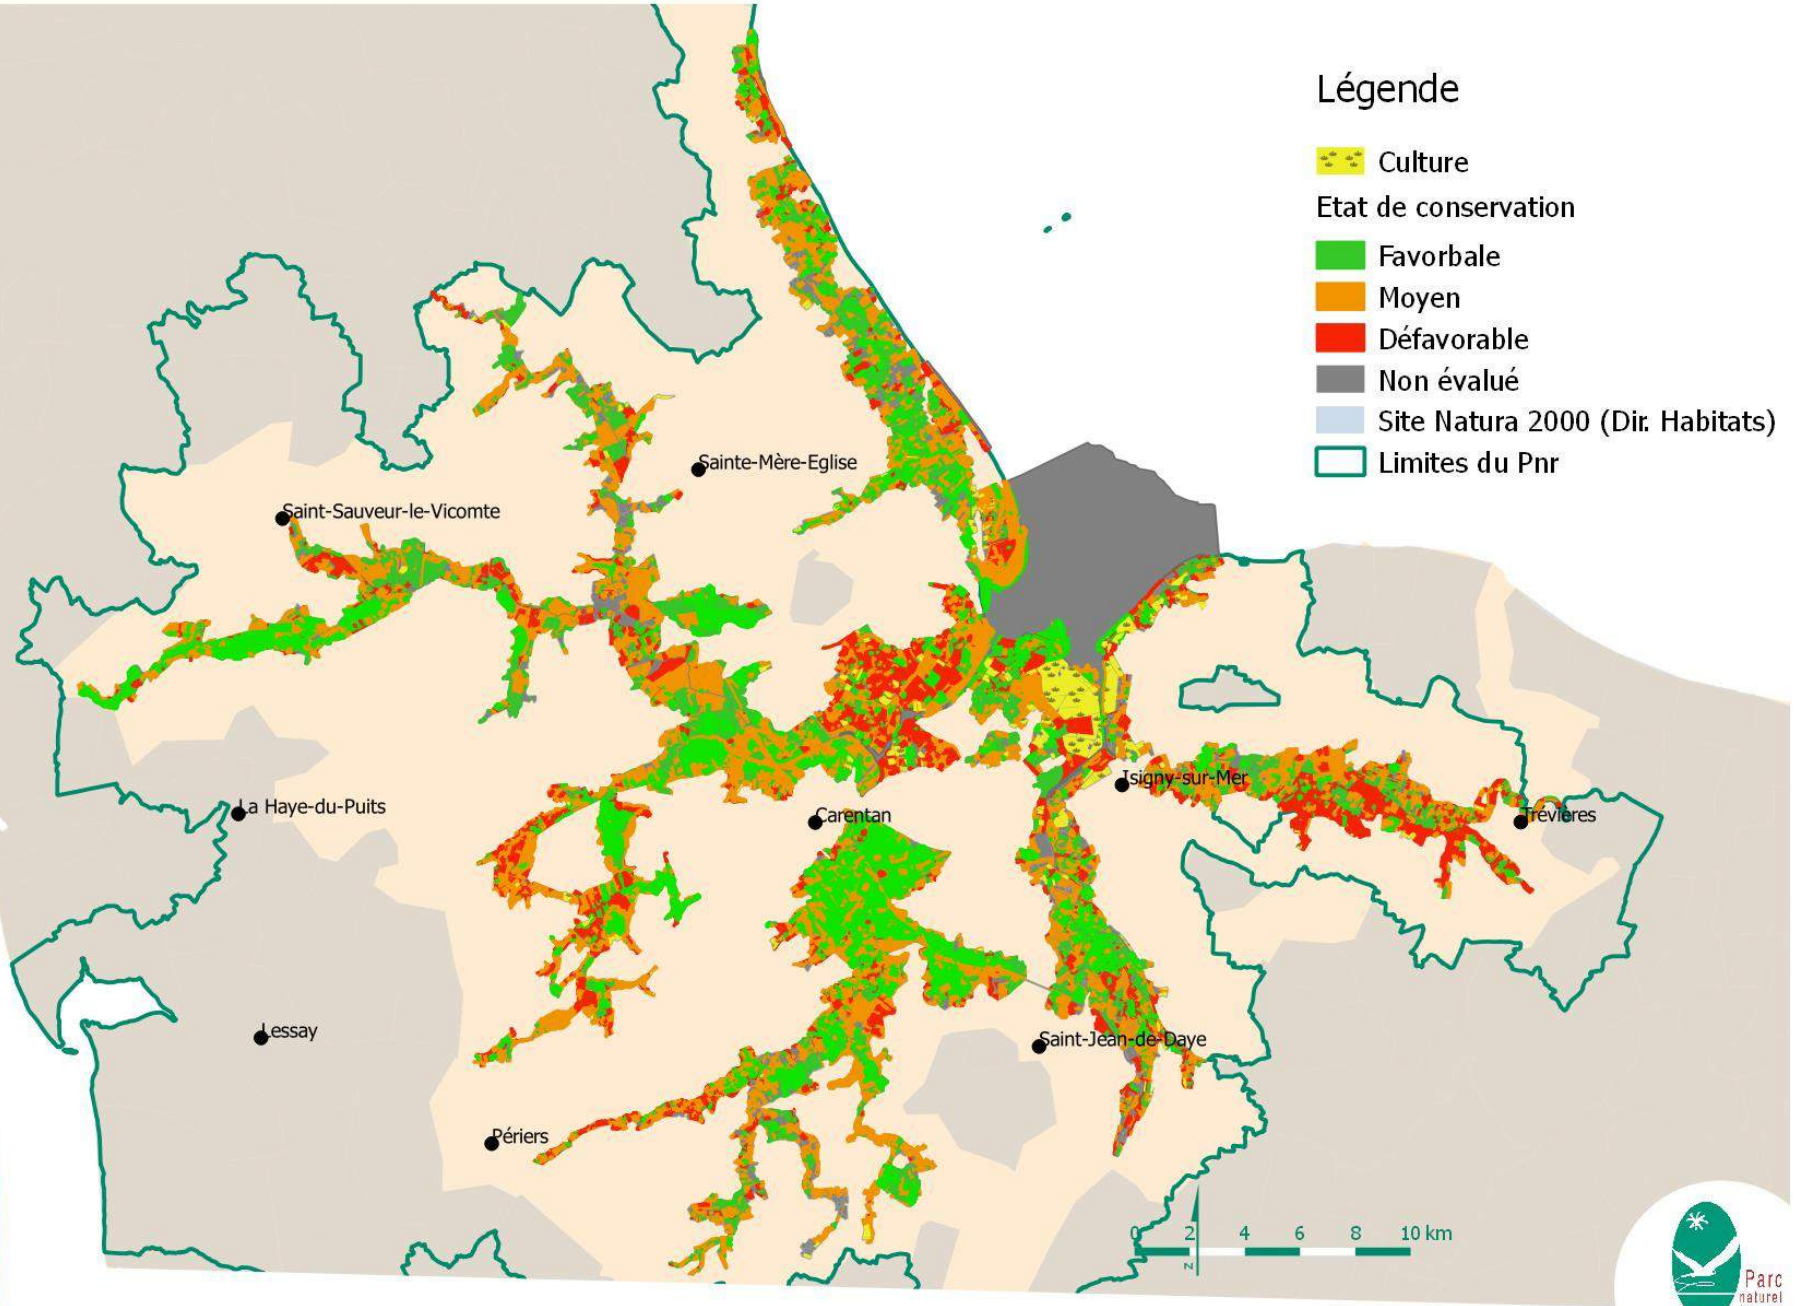 Légende
Culture
Etat de conservation
Favorbale
Moyen
Défavorable
Non évalué
Site Natura 2000 (Dir. Habitats)
Limites du Pnr
Sainte-Mère-Eglise
Saint-Sauveur-le-Vicomte
Isigny-sur-Mer
La Haye-du-Puits
Carentan
Trévières
Lessay
Saint-Jean-de-Daye
Périers
0 2 4 6 8 10 km
N
Parc
naturel